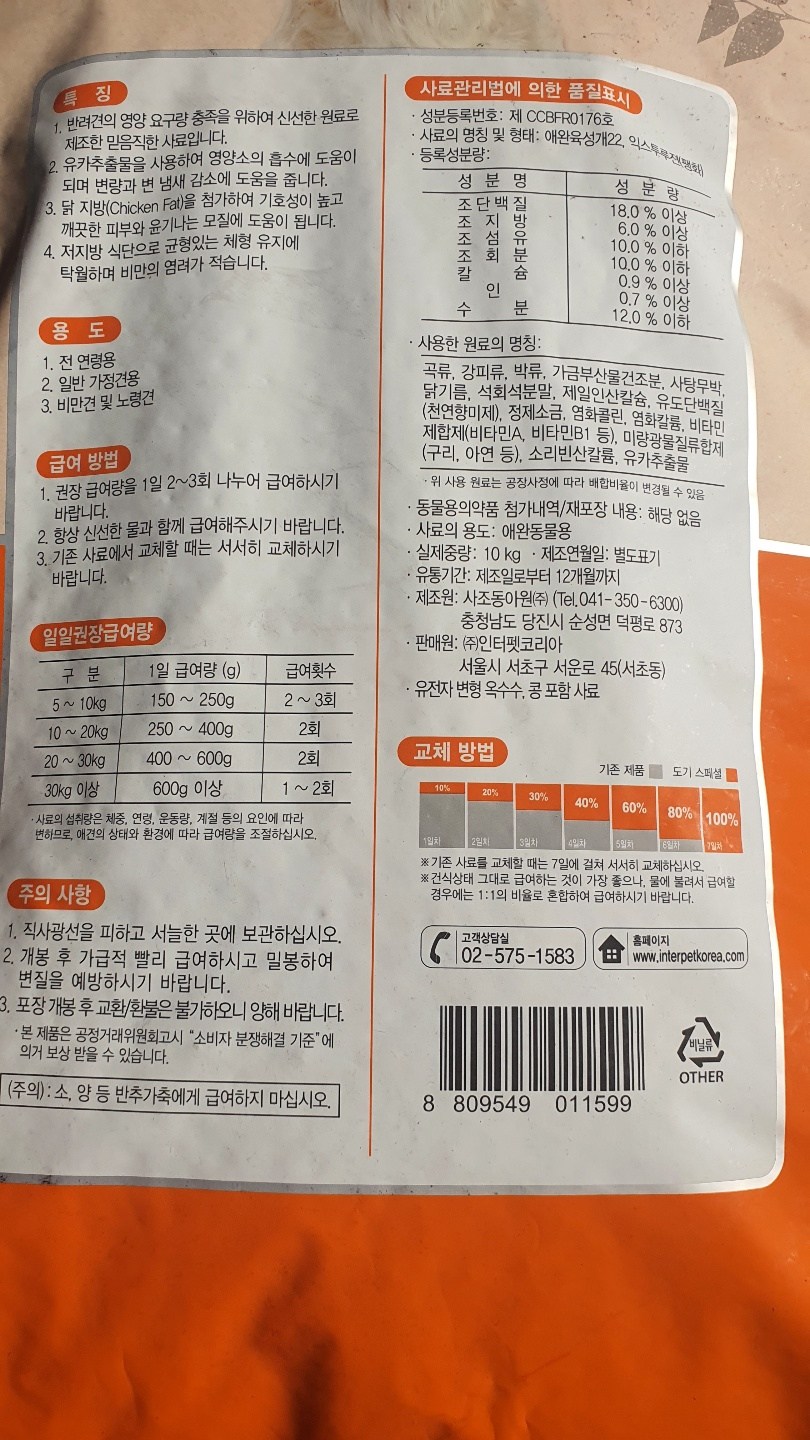 특 징
1. 반려견의 영양 요구량 충족을 위하여 신선한 원료로
제조한 믿음직한 사료입니다.
2. 유카추출물을 사용하여 영양소의 흡수에 도움이
되며 변량과 변 냄새 감소에 도움을 줍니다.
3. 닭 지방(Chicken Fat)을 첨가하여 기호성이 높고
깨끗한 피부와 윤기나는 모질에 도움이 됩니다.
4. 저지방 식단으로 균형있는 체형 유지에
탁월하며 비만의 염려가 적습니다.
용 도
1. 전 연령용
2. 일반 가정견용
3. 비만견 및 노령견
급여 방법
1. 권장 급여량을 1일 2~3회 나누어 급여하시기
바랍니다.
2. 항상 신선한 물과 함께 급여해주시기 바랍니다.
3. 기존 사료에서 교체할 때는 서서히 교체하시기
바랍니다.
일일권장급여량
구 분 1일 급여량 (g) 급여횟수
5 ~ 10kg 150 ~ 250g 2 ~ 3회
10 ~ 20kg 250 ~ 400g 2회
20 ~ 30kg 400 ~ 600g 2회
30kg 이상 600g 이상 1 ~ 2회
· 사료의 섭취량은 체중, 연령, 운동량, 계절 등의 요인에 따라
변하므로, 애견의 상태와 환경에 따라 급여량을 조절하십시오.
주의 사항
1. 직사광선을 피하고 서늘한 곳에 보관하십시오.
2. 개봉 후 가급적 빨리 급여하시고 밀봉하여
변질을 예방하시기 바랍니다.
3. 포장 개봉 후 교환/환불은 불가하오니 양해 바랍니다.
· 본 제품은 공정거래위원회고시 "소비자 분쟁해결 기준"에
의거 보상 받을 수 있습니다.
(주의) : 소, 양 등 반추가축에게 급여하지 마십시오.
사료관리법에 의한 품질표시
· 성분등록번호: 제 CCBFR0176호
· 사료의 명칭 및 형태: 애완육성개22, 익스트루전(팽화)
· 등록성분량:
성 분 명 성 분 량
조 단 백 질 18.0 % 이상
조 지 방 6.0 % 이상
조 섬 유 10.0 % 이하
조 회 분 10.0 % 이하
칼 슘 0.9 % 이상
인 0.7 % 이상
수 분 12.0 % 이하
· 사용한 원료의 명칭:
곡류, 강피류, 박류, 가금부산물건조분, 사탕무박,
닭기름, 석회석분말, 제일인산칼슘, 유도단백질
(천연향미제), 정제소금, 염화콜린, 염화칼륨, 비타민
제합제(비타민A, 비타민B1 등), 미량광물질류합제
(구리, 아연 등), 소리빈산칼륨, 유카추출물
· 위 사용 원료는 공장사정에 따라 배합비율이 변경될 수 있음
· 동물용의약품 첨가내역/재포장 내용: 해당 없음
· 사료의 용도: 애완동물용
· 실제중량: 10 kg · 제조연월일: 별도표기
· 유통기간: 제조일로부터 12개월까지
· 제조원: 사조동아원㈜ (Tel.041-350-6300)
충청남도 당진시 순성면 덕평로 873
· 판매원: ㈜인터펫코리아
서울시 서초구 서운로 45(서초동)
· 유전자 변형 옥수수, 콩 포함 사료
교체 방법
기존 제품 도기 스페셜
10% 20% 30% 40% 60% 80% 100%
1일차 2일차 3일차 4일차 5일차 6일차 7일차
※ 기존 사료를 교체할 때는 7일에 걸쳐 서서히 교체하십시오.
※ 건식상태 그대로 급여하는 것이 가장 좋으나, 물에 불려서 급여할
경우에는 1:1의 비율로 혼합하여 급여하시기 바랍니다.
고객상담실
02-575-1583
홈페이지
www.interpetkorea.com
비닐류
OTHER
8 809549 011599